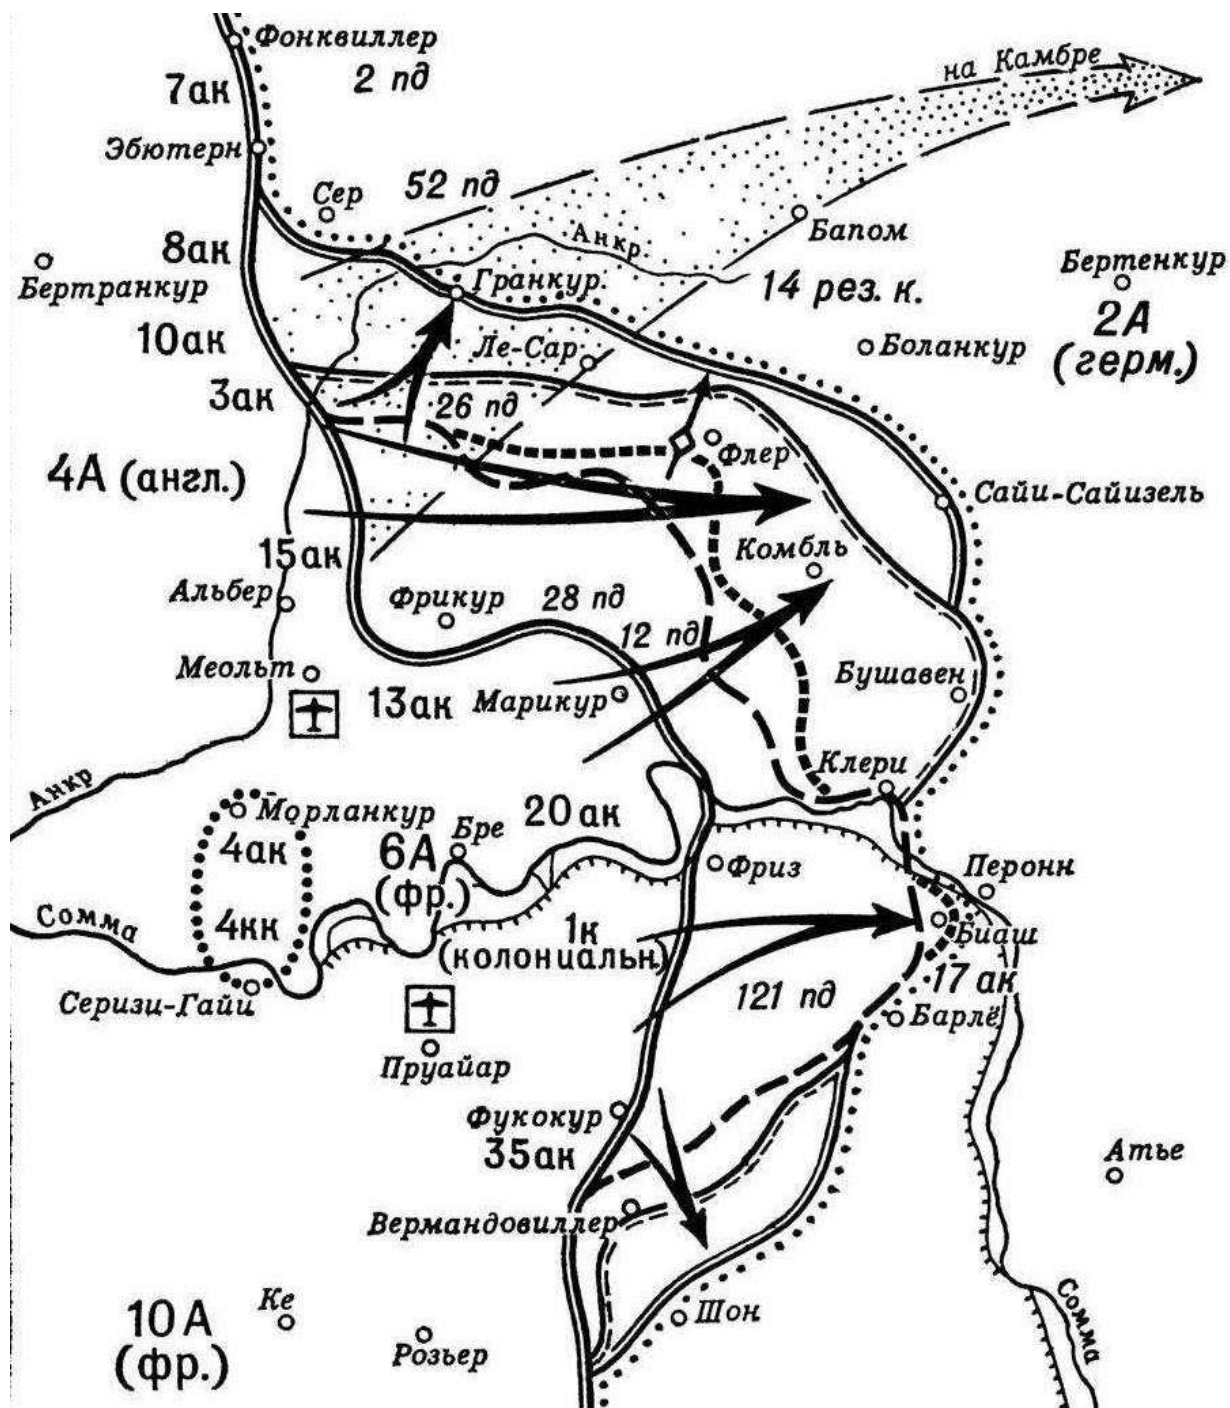 Фонквиллер
7ак
2 пд
на Камбре
Эбютерн
52 пд
Сер
Анкр.
Бапом
8ак
Бертранкур
Гранкур.
14 рез. к.
Бертенкур
2А
(герм.)
10ак
Ле-Сар
Боланкур
3ак
26 пд
Флер
4А (англ.)
Сайи-Сайизель
15ак
Комбль
Альбер
Фрикур
28 пд
12 пд
Меольт
13ак
Марикур
Бушавен
Клери
Анкр
Морланкур
4ак
6А
(фр.)
Бре
20ак
Фриз
Перонн
Сомма
4кк
1к
(колониальн.)
Биаш
17 ак
Серизи-Гайи
121 пд
Барлё
Пруайар
Фукокур
35ак
Атье
Вермандовиллер
Ке
10А
(фр.)
Розьер
Шон
Сомма